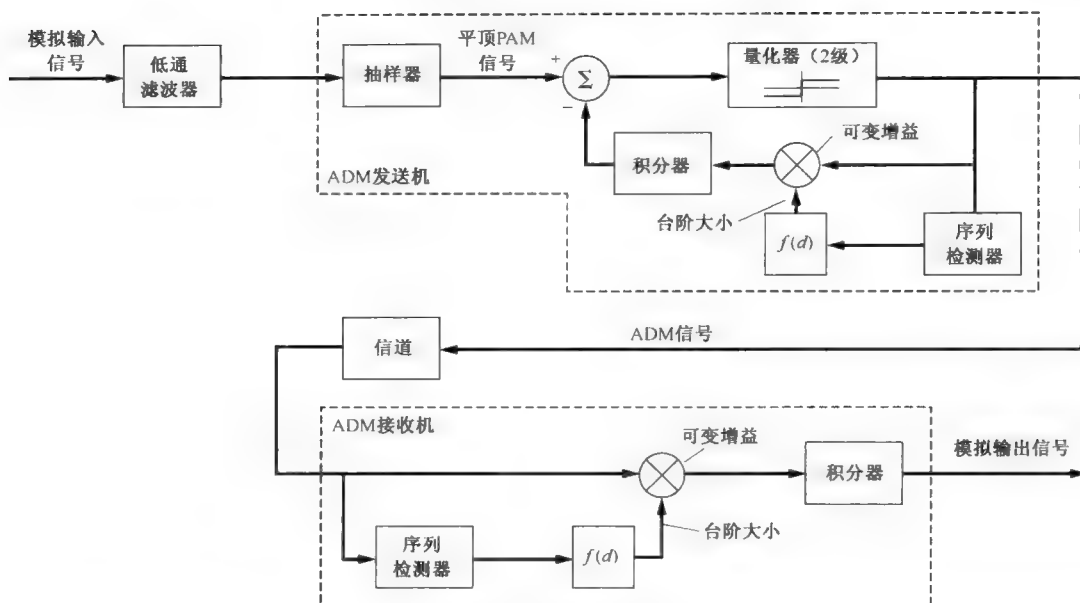 模拟输入
信号
低通
滤波器
抽样器
平顶PAM
信号
+
Σ
−
量化器（2级）
可变增益
积分器
ADM发送机
台阶大小
f(d)
序列
检测器
信道
ADM信号
ADM接收机
可变增益
积分器
模拟输出信号
台阶大小
序列
检测器
f(d)